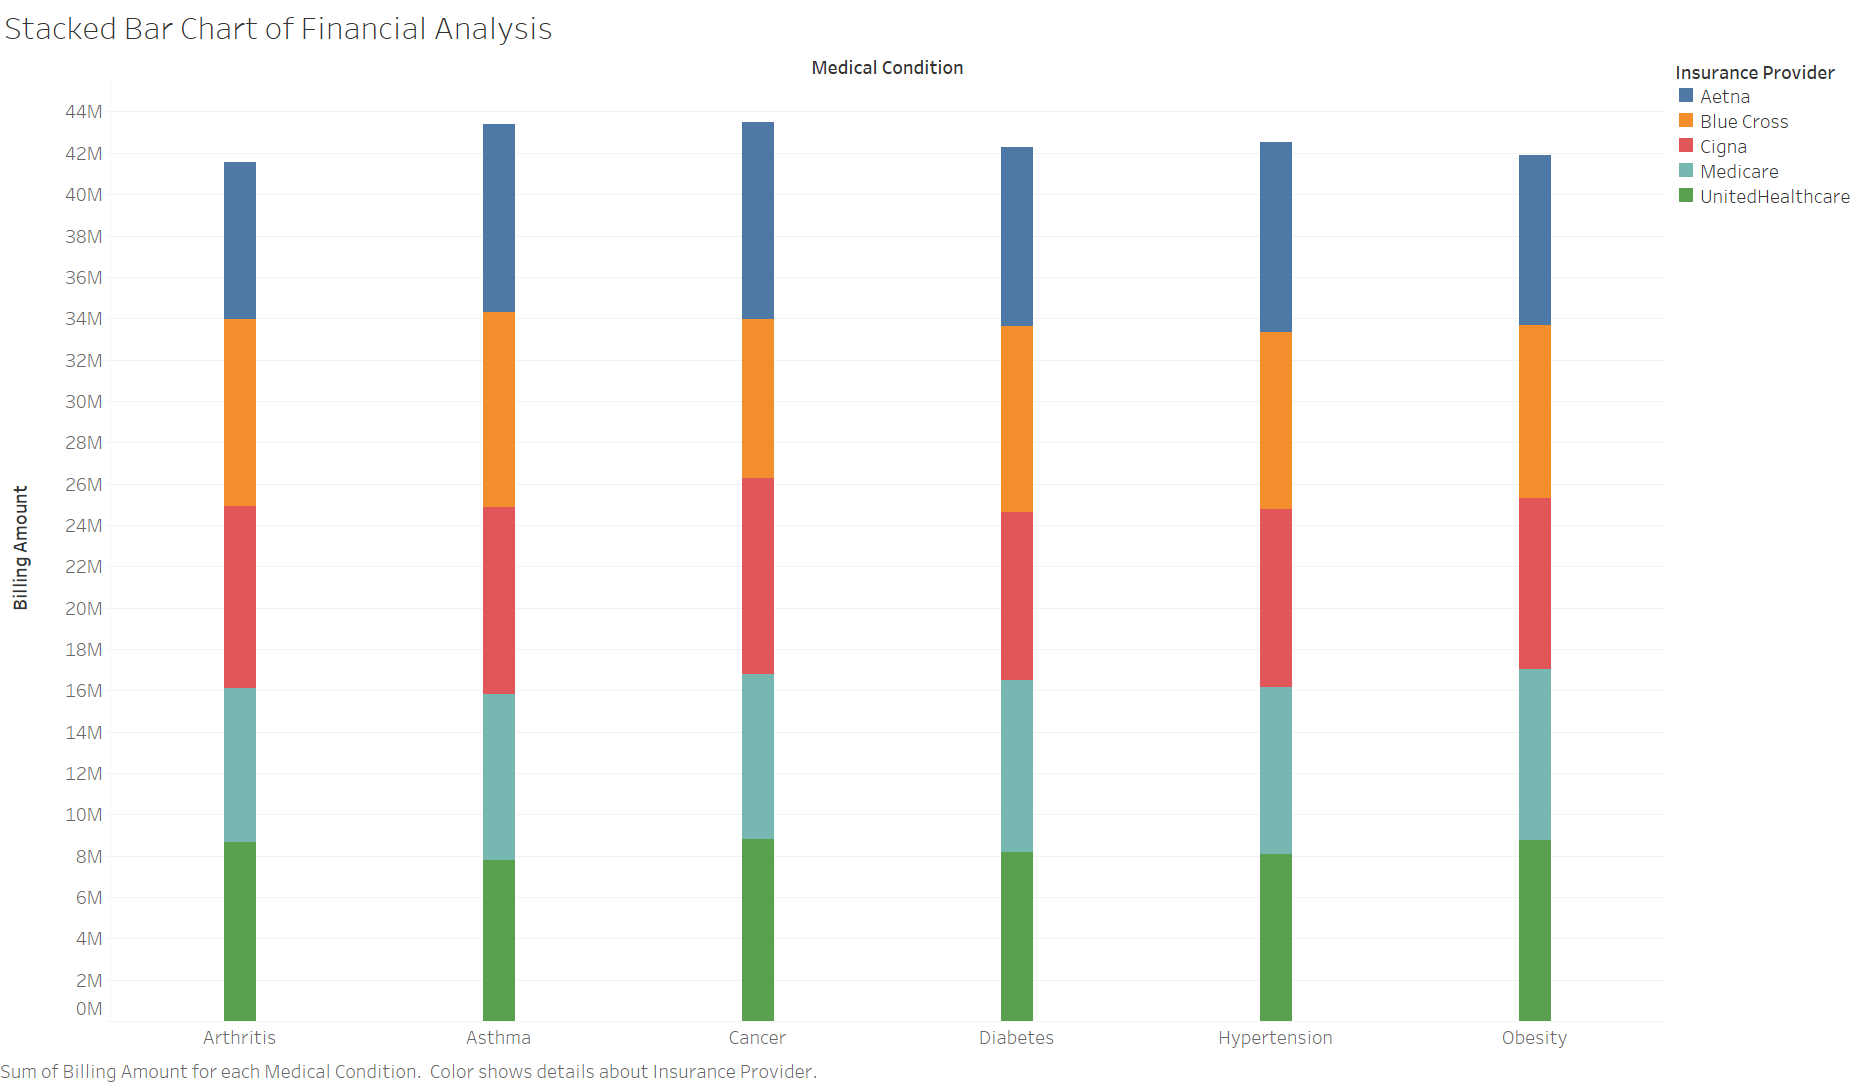 Stacked Bar Chart of Financial Analysis
Medical Condition
Insurance Provider
Aetna
Blue Cross
Cigna
Medicare
UnitedHealthcare
Billing Amount
44M
42M
40M
38M
36M
34M
32M
30M
28M
26M
24M
22M
20M
18M
16M
14M
12M
10M
8M
6M
4M
2M
0M
Arthritis
Asthma
Cancer
Diabetes
Hypertension
Obesity
Sum of Billing Amount for each Medical Condition.  Color shows details about Insurance Provider.